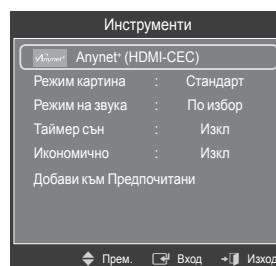 Инструменти
Anynet+ Anynet+ (HDMI-CEC)
Режим картина : Стандарт
Режим на звука : По избор
Таймер сън : Изкл
Икономично : Изкл
Добави към Предпочитани
Прем. Вход Изход